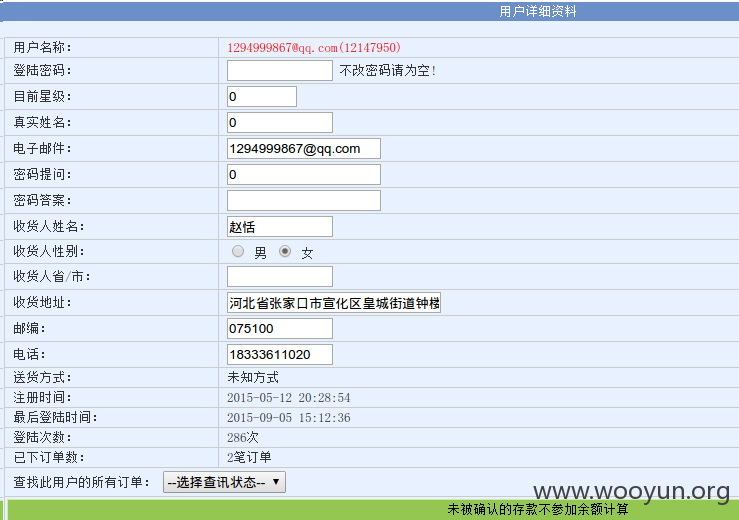 用户详细资料
用户名称： 1294999867@qq.com(12147950)
登陆密码： 不改密码请为空！
目前星级： 0
真实姓名： 0
电子邮件： 1294999867@qq.com
密码提问： 0
密码答案：
收货人姓名： 赵恬
收货人性别： 男 女
收货人省/市：
收货地址： 河北省张家口市宣化区皇城街道钟楼
邮编： 075100
电话： 18333611020
送货方式： 未知方式
注册时间： 2015-05-12 20:28:54
最后登陆时间： 2015-09-05 15:12:36
登陆次数： 286次
已下订单数： 2笔订单
查找此用户的所有订单： --选择查讯状态--
www.wooyun.org
未被确认的存款不参加余额计算